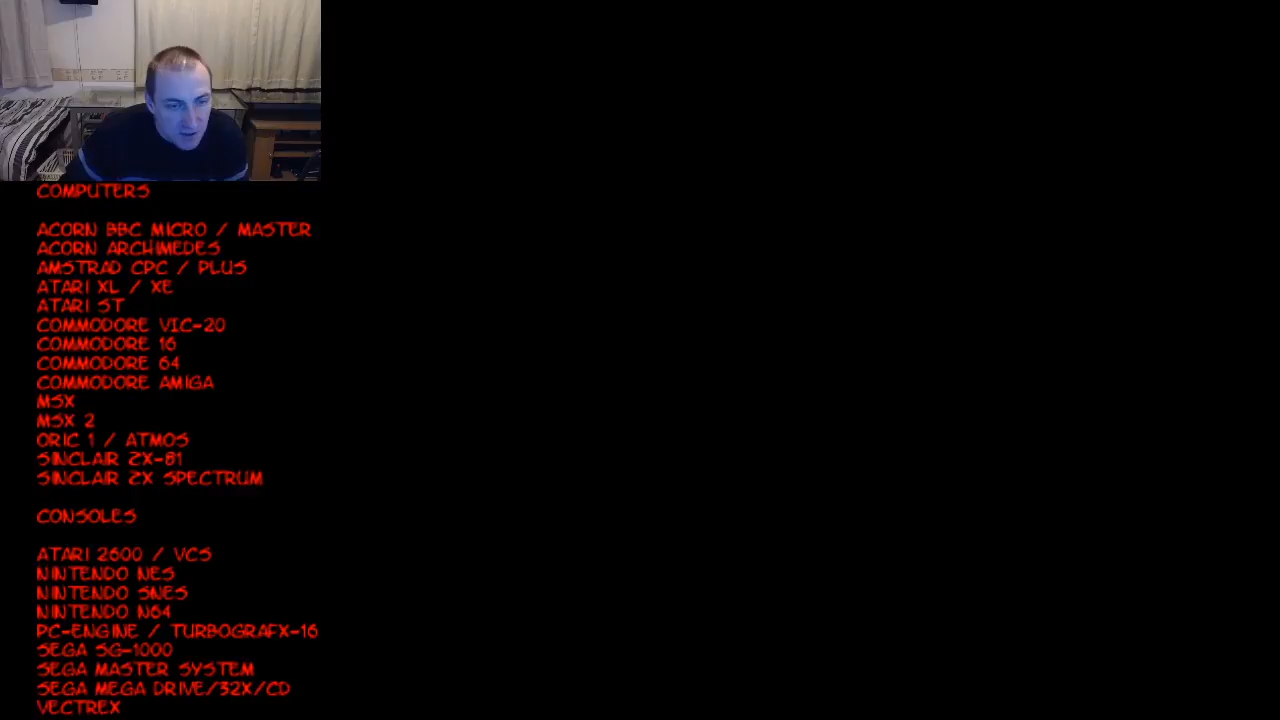 COMPUTERS
ACORN BBC MICRO / MASTER
ACORN ARCHIMEDES
AMSTRAD CPC / PLUS
ATARI XL / XE
ATARI ST
COMMODORE VIC-20
COMMODORE 16
COMMODORE 64
COMMODORE AMIGA
MSX
MSX 2
ORIC 1 / ATMOS
SINCLAIR ZX-81
SINCLAIR ZX SPECTRUM
CONSOLES
ATARI 2600 / VCS
NINTENDO NES
NINTENDO SNES
NINTENDO N64
PC-ENGINE / TURBOGRAFX-16
SEGA SG-1000
SEGA MASTER SYSTEM
SEGA MEGA DRIVE/32X/CD
VECTREX